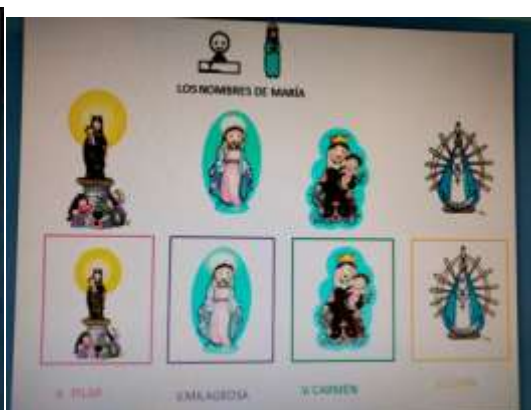 LOS NOMBRES DE MARÍA
V. PILAR
V.MILAGROSA
V.CARMEN